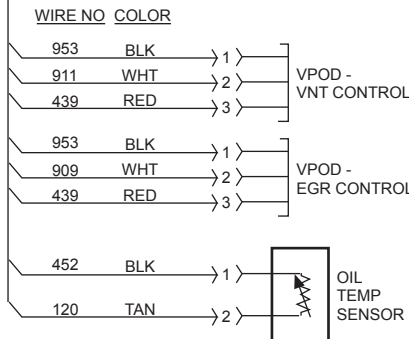 WIRE NO COLOR
953 BLK 1
911 WHT 2
439 RED 3
VPOD -
VNT CONTROL
953 BLK 1
909 WHT 2
439 RED 3
VPOD -
EGR CONTROL
452 BLK 1
120 TAN 2
OIL
TEMP
SENSOR